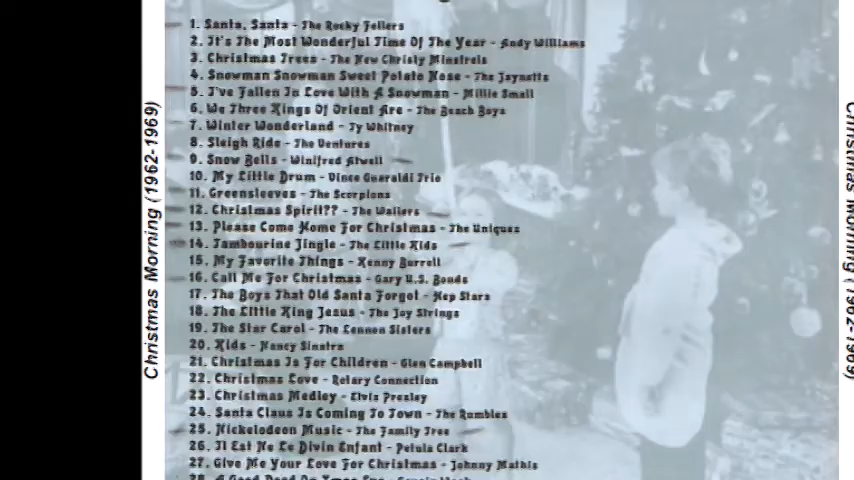 1. Santa, Santa - The Rocky Fellers
2. It's The Most Wonderful Time Of The Year - Andy Williams
3. Christmas Trees - The New Christy Minstrels
4. Snowman Snowman Sweet Potato Nose - The Jaynetts
5. I've Fallen In Love With A Snowman - Millie Small
6. We Three Kings Of Orient Are - The Beach Boys
7. Winter Wonderland - Ty Whitney
8. Sleigh Ride - The Ventures
9. Snow Bells - Winifred Atwell
10. My Little Drum - Vince Guaraldi Trio
11. Greensleeves - The Scorpions
12. Christmas Spirit?? - The Wailers
13. Please Come Home For Christmas - The Uniques
14. Tambourine Jingle - The Little Kids
15. My Favorite Things - Kenny Burrell
16. Call Me For Christmas - Gary U.S. Bonds
17. The Boys That Old Santa Forgot - Hep Stars
18. The Little King Jesus - The Joy Strings
19. The Star Carol - The Lennon Sisters
20. Kids - Nancy Sinatra
21. Christmas Is For Children - Glen Campbell
22. Christmas Love - Rotary Connection
23. Christmas Medley - Elvis Presley
24. Santa Claus Is Coming To Town - The Rumbles
25. Nickelodeon Music - The Family Tree
26. Il Est Ne Le Divin Enfant - Petula Clark
27. Give Me Your Love For Christmas - Johnny Mathis
28. A Good Deed On Xmas Eve -
Christmas Morning (1962-1969)
Christmas Morning (1962-1969)